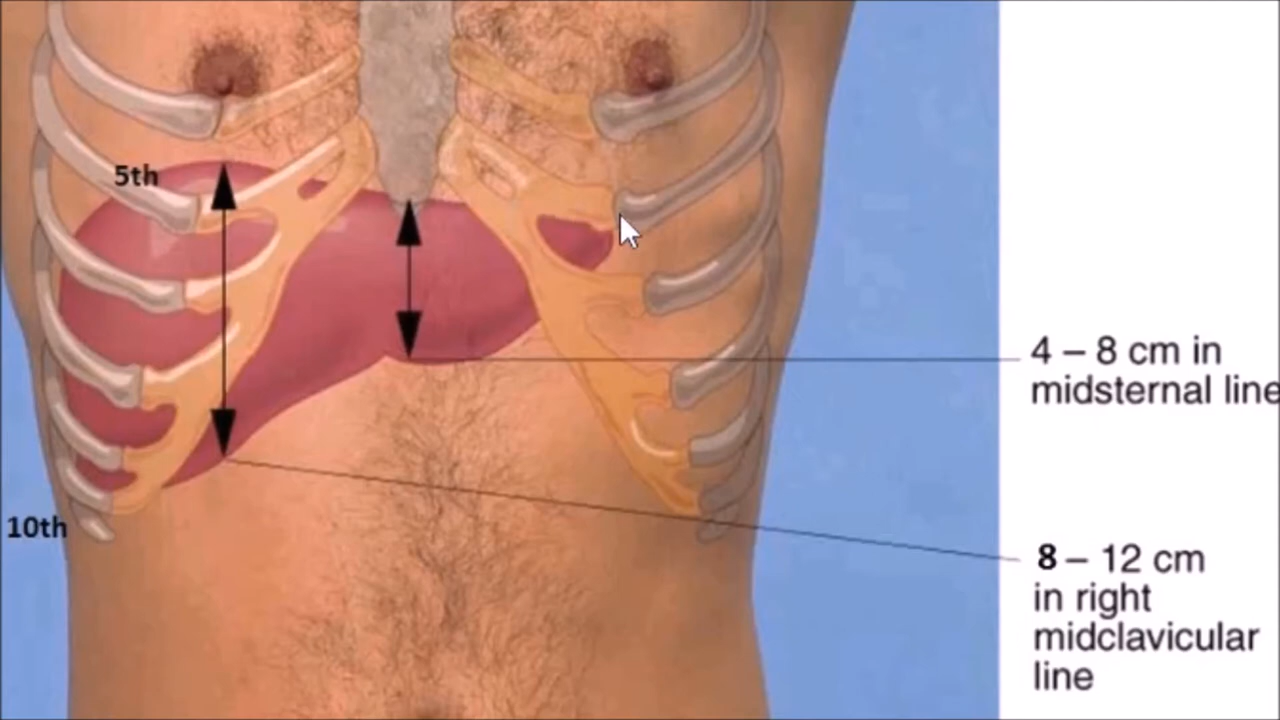 5th
4 – 8 cm in
midsternal line
10th
8 – 12 cm
in right
midclavicular
line